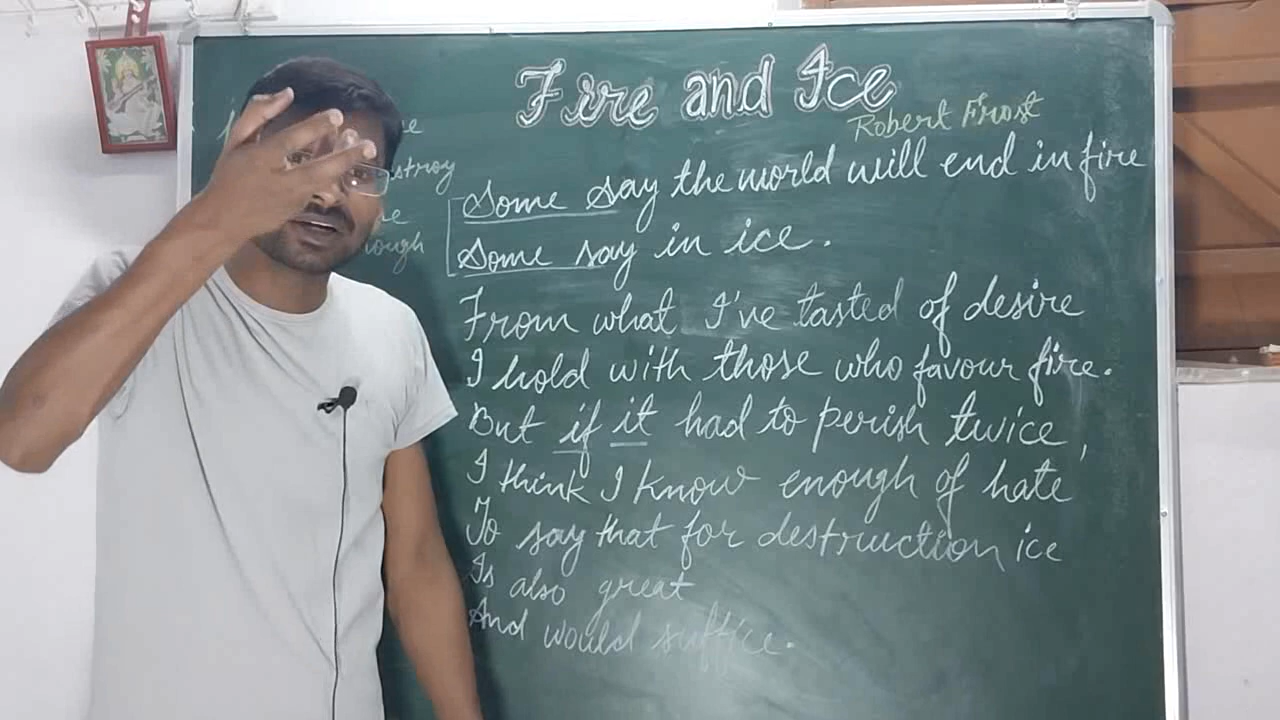 Fire and Ice
Robert Frost
Some say the world will end in fire
Some say in ice.
From what I've tasted of desire
I hold with those who favour fire.
But if it had to perish twice,
I think I know enough of hate
To say that for destruction ice
Is also great
And would suffice.